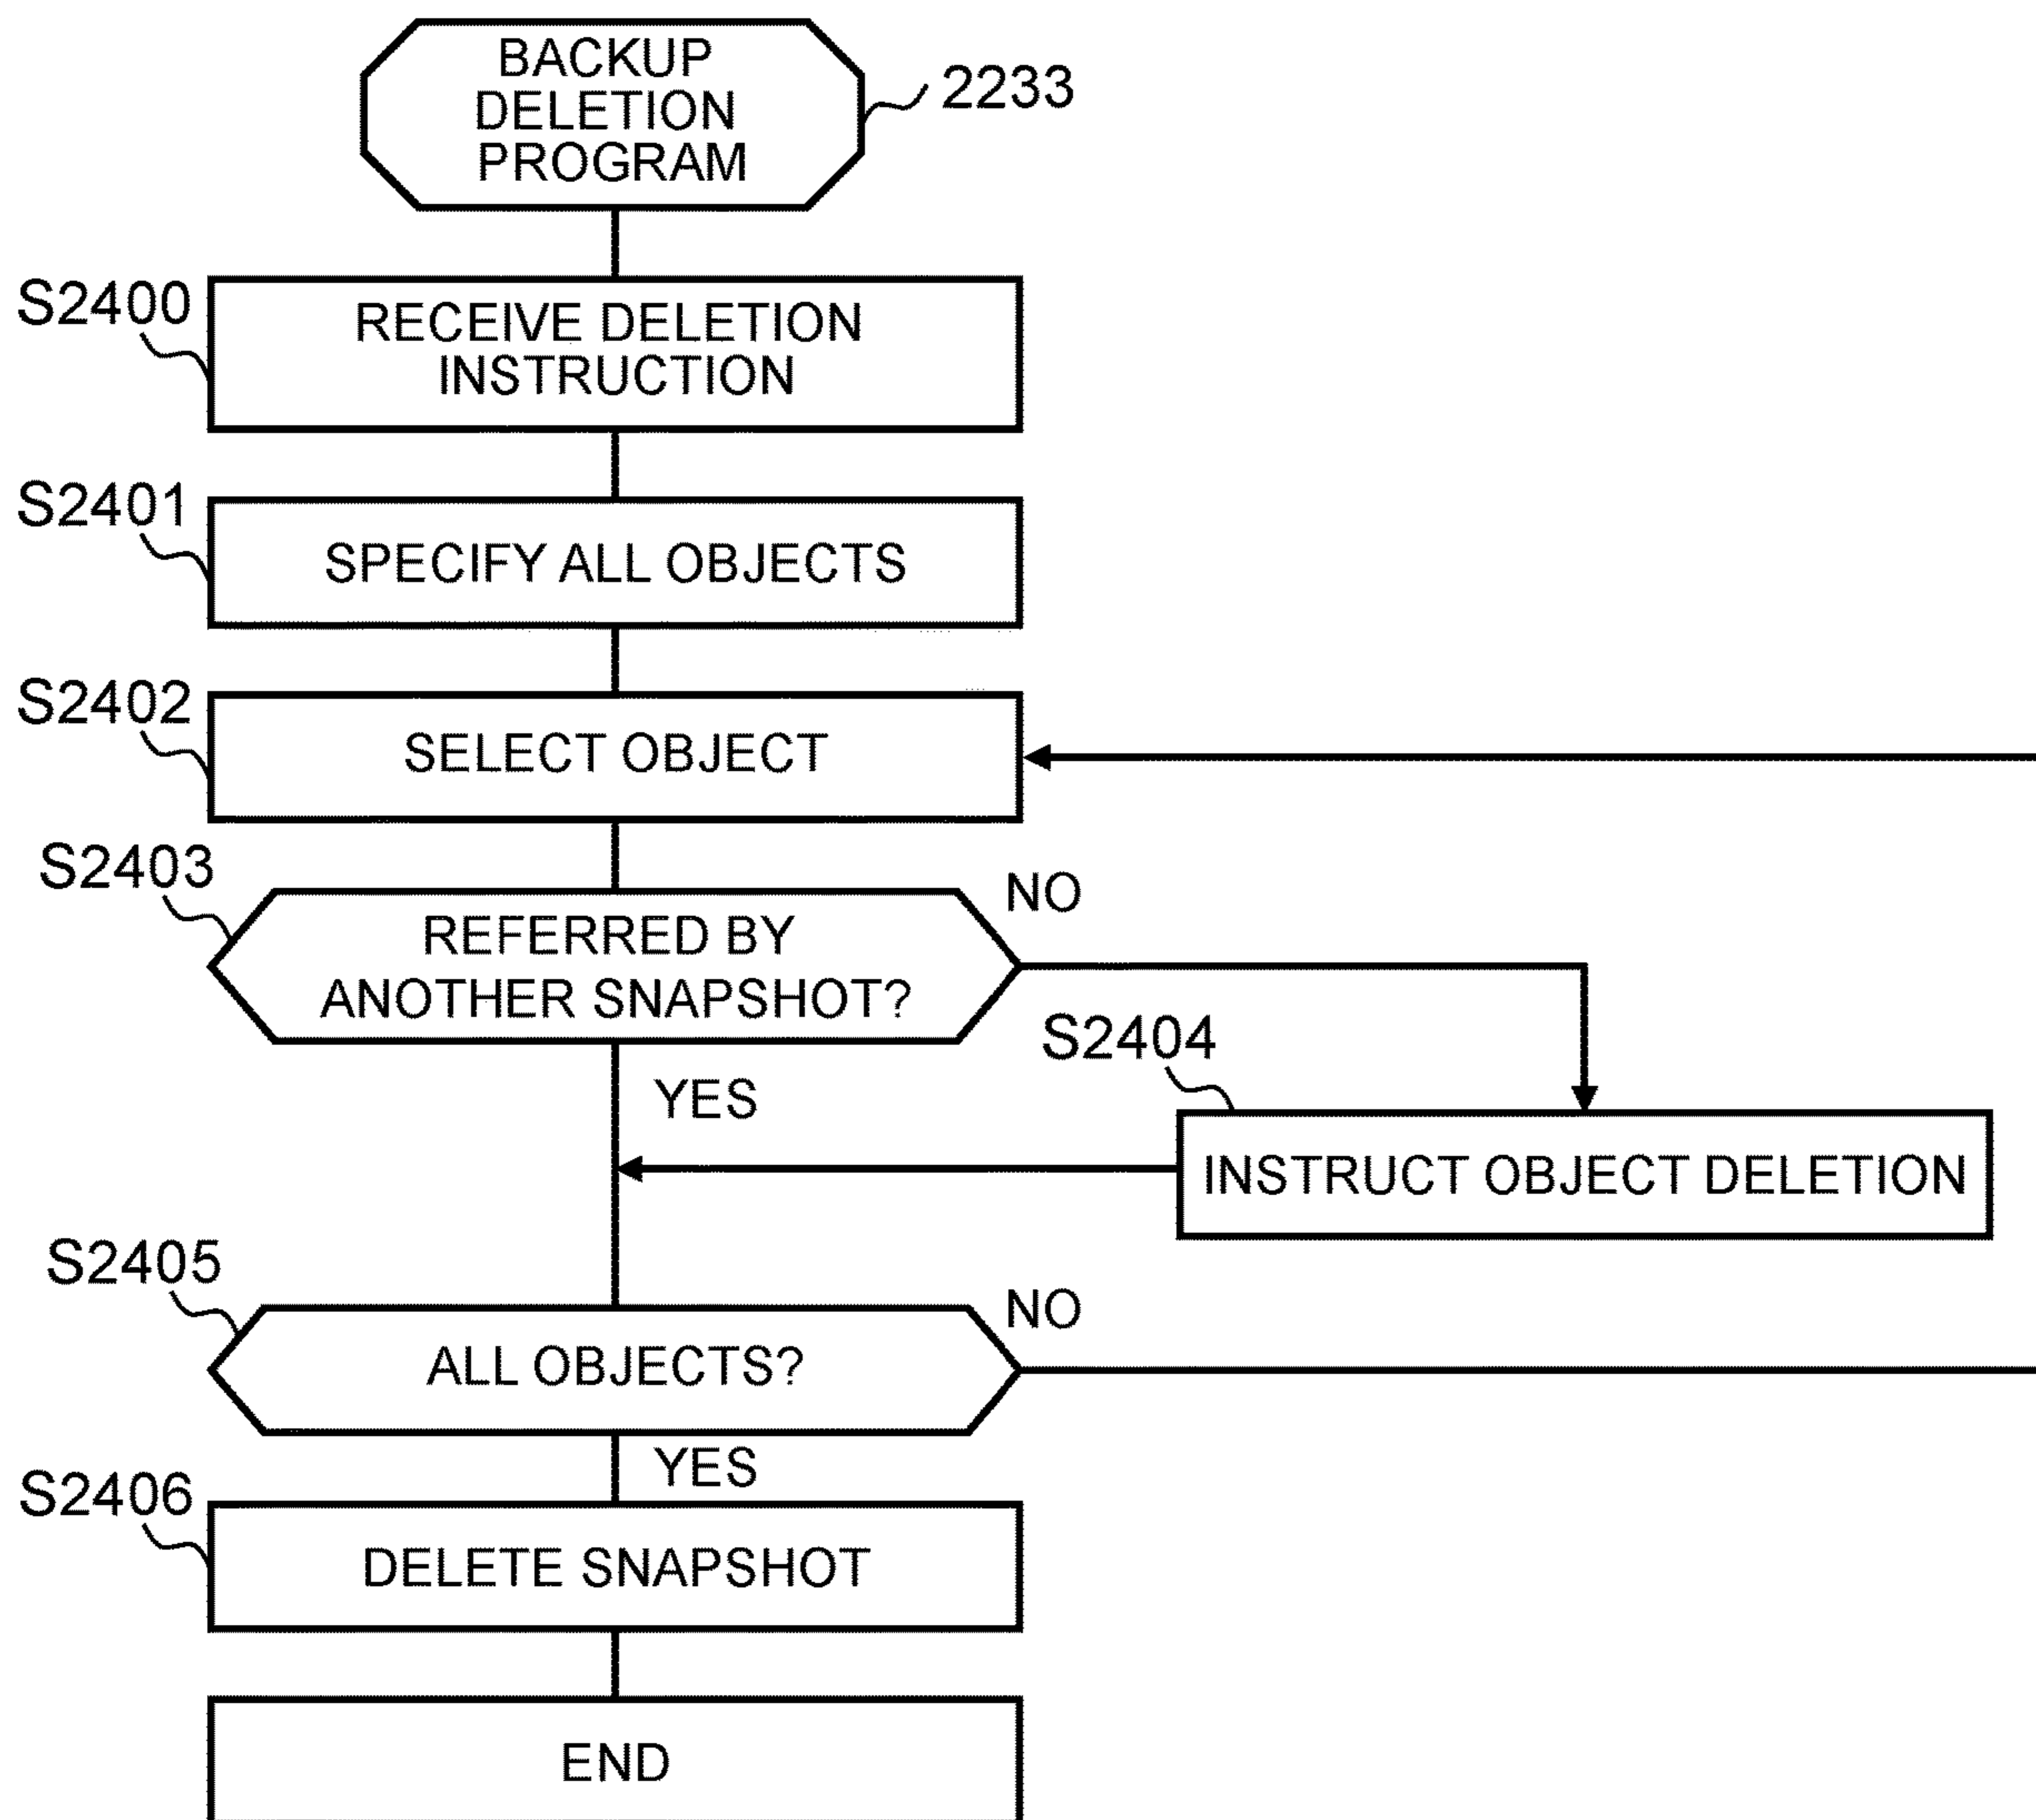 BACKUP
DELETION
PROGRAM
2233
S2400
RECEIVE DELETION
INSTRUCTION
S2401
SPECIFY ALL OBJECTS
S2402
SELECT OBJECT
S2403
REFERRED BY
ANOTHER SNAPSHOT?
NO
YES
S2404
INSTRUCT OBJECT DELETION
S2405
ALL OBJECTS?
NO
YES
S2406
DELETE SNAPSHOT
END